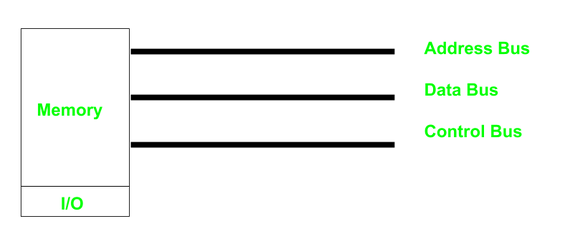 Address Bus
Data Bus
Memory
Control Bus
I/O